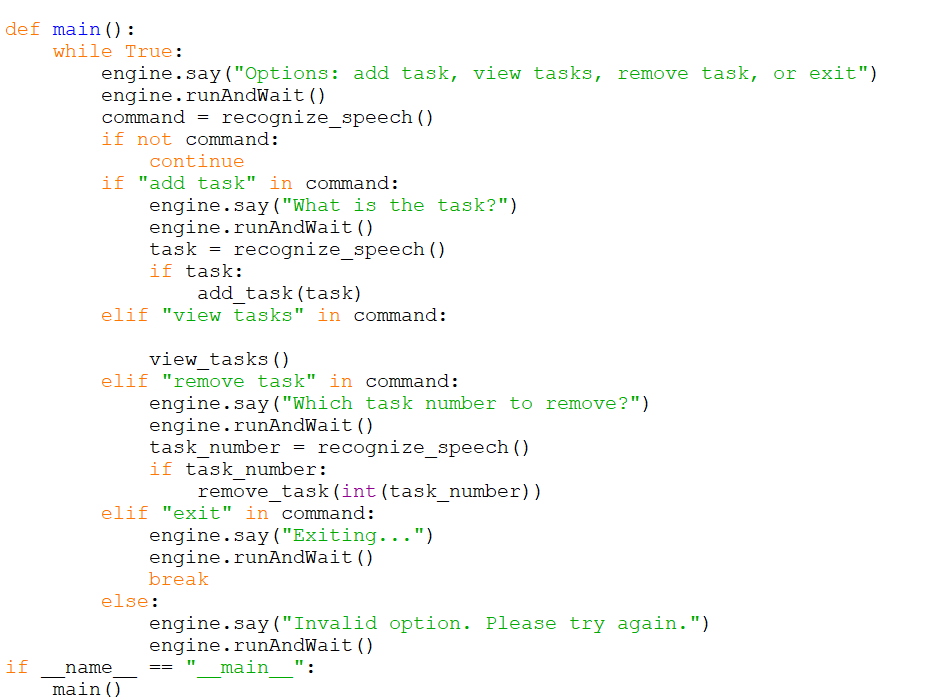 def main():
    while True:
        engine.say("Options: add task, view tasks, remove task, or exit")
        engine.runAndWait()
        command = recognize_speech()
        if not command:
            continue
        if "add task" in command:
            engine.say("What is the task?")
            engine.runAndWait()
            task = recognize_speech()
            if task:
                add_task(task)
        elif "view tasks" in command:

            view_tasks()
        elif "remove task" in command:
            engine.say("Which task number to remove?")
            engine.runAndWait()
            task_number = recognize_speech()
            if task_number:
                remove_task(int(task_number))
        elif "exit" in command:
            engine.say("Exiting...")
            engine.runAndWait()
            break
        else:
            engine.say("Invalid option. Please try again.")
            engine.runAndWait()
if __name__ == "__main__":
    main()